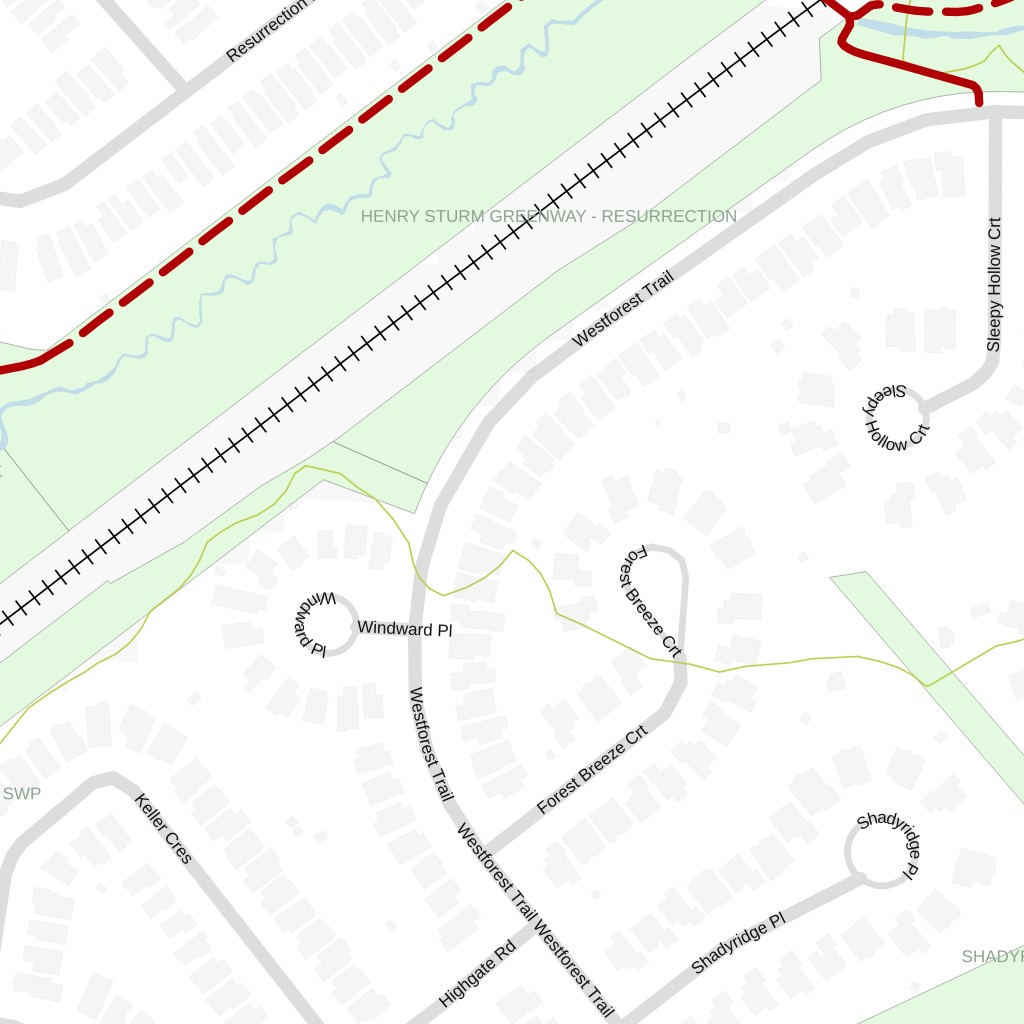 Resurrection
HENRY STURM GREENWAY - RESURRECTION
Westforest Trail
Sleepy Hollow Crt
Sleepy Hollow Crt
Forest Breeze Crt
Windward Pl
Windward Pl
Westforest Trail
Forest Breeze Crt
SWP
Keller Cres
Westforest Trail
Westforest Trail
Shadyridge Pl
Shadyridge Pl
Highgate Rd